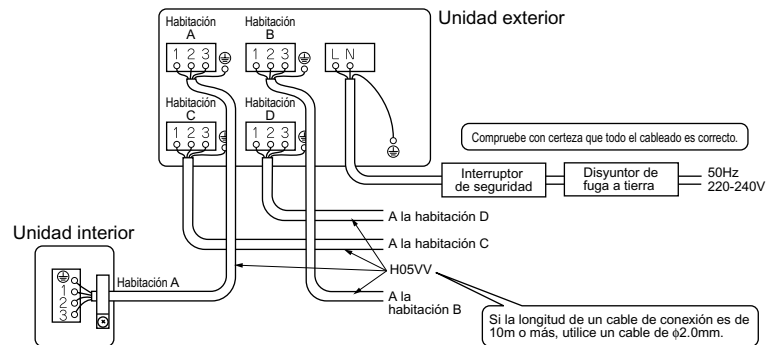 Unidad exterior
Habitación
A
1 2 3
Habitación
B
1 2 3
L N
Habitación
C
1 2 3
Habitación
D
1 2 3
Compruebe con certeza que todo el cableado es correcto.
Interruptor
de seguridad
Disyuntor de
fuga a tierra
50Hz
220-240V
A la habitación D
A la habitación C
H05VV
A la
habitación B
Unidad interior
Habitación A
1
2
3
Si la longitud de un cable de conexión es de
10m o más, utilice un cable de ϕ2.0mm.